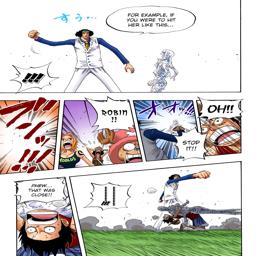 すぅ…
FOR EXAMPLE, IF
YOU WERE TO HIT
HER LIKE THIS...
!!!
OH!!
STOP
IT!!
ROBIN
!!
PHEW...
THAT WAS
CLOSE!!